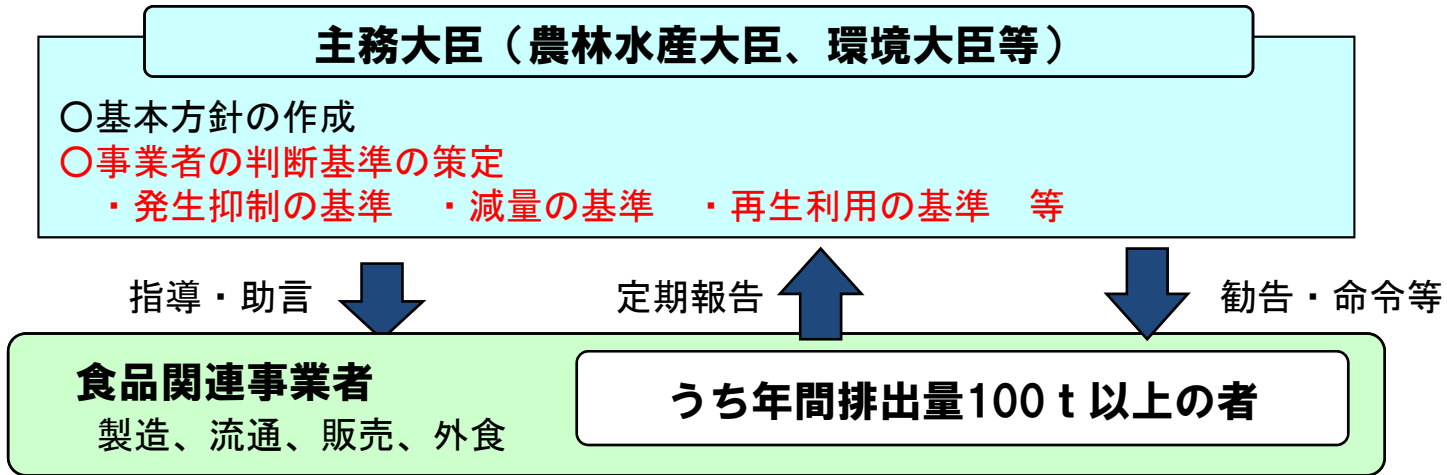 主務大臣（農林水産大臣、環境大臣等）
○基本方針の作成
○事業者の判断基準の策定
・発生抑制の基準　・減量の基準　・再生利用の基準　等
指導・助言
定期報告
勧告・命令等
食品関連事業者
製造、流通、販売、外食
うち年間排出量100ｔ以上の者